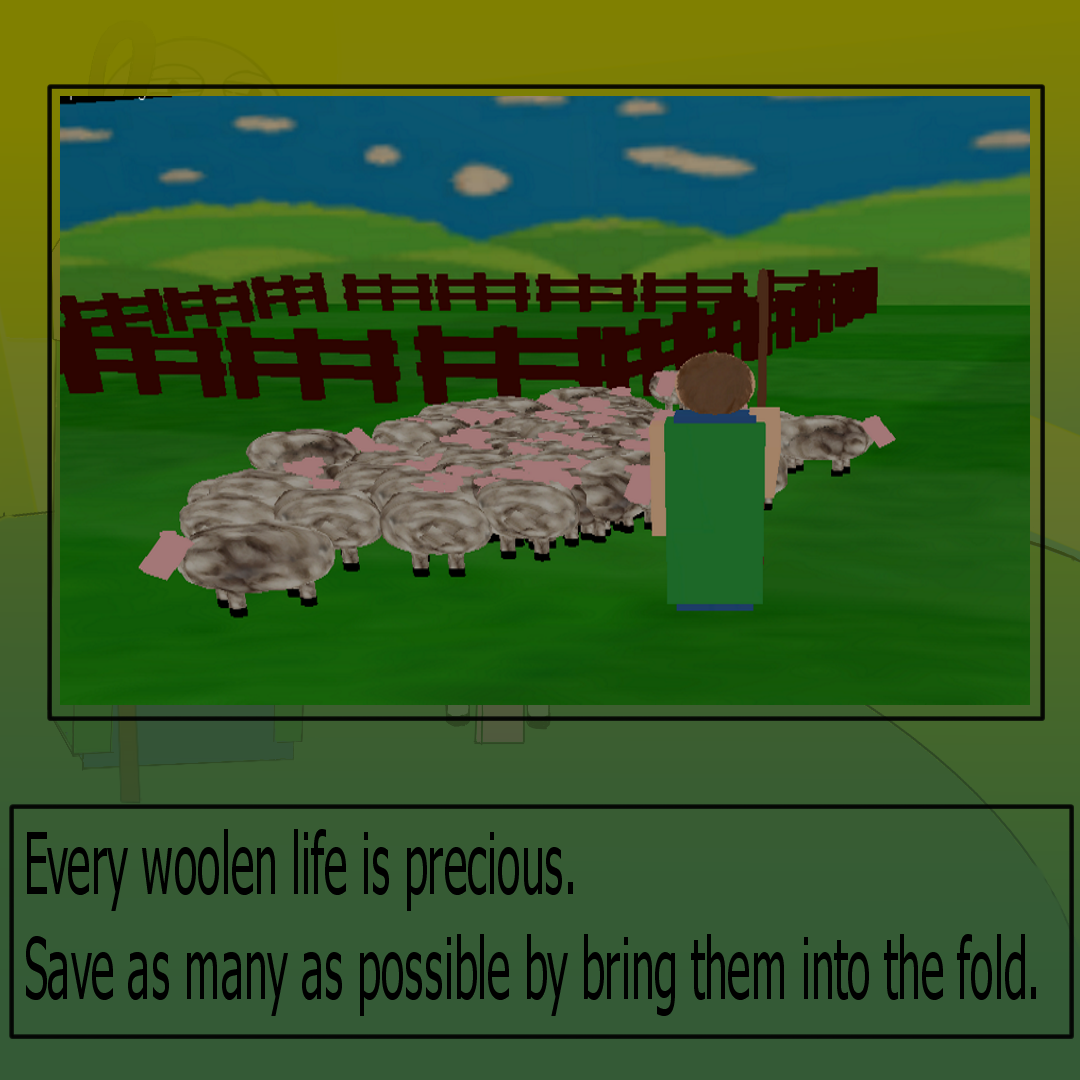 Every woolen life is precious.
Save as many as possible by bring them into the fold.